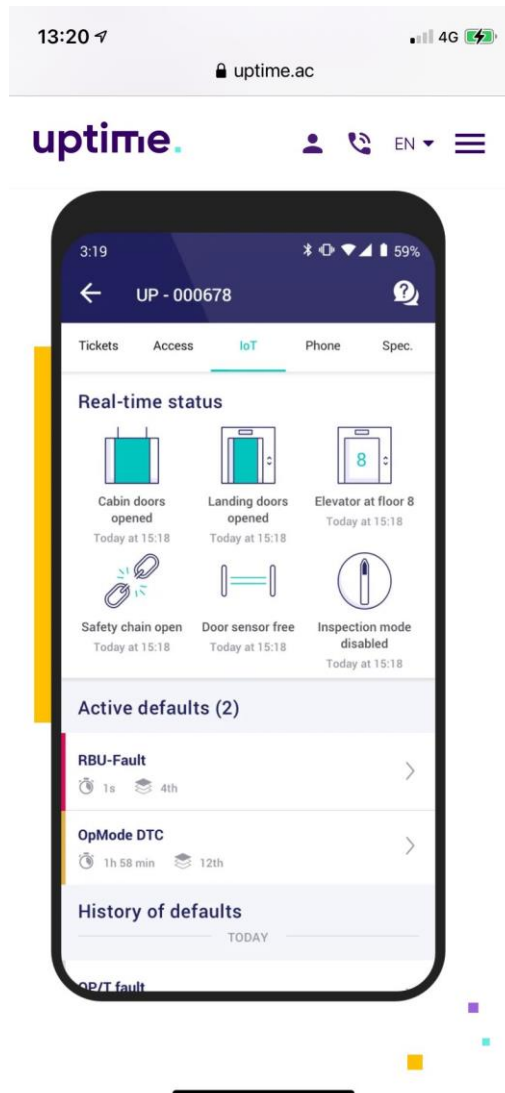 13:20
4G
uptime.ac
uptime.
EN
3:19
59%
UP - 000678
Tickets Access IoT Phone Spec.
Real-time status
8
Cabin doors
opened
Today at 15:18
Landing doors
opened
Today at 15:18
Elevator at floor 8
Today at 15:18
Safety chain open
Today at 15:18
Door sensor free
Today at 15:18
Inspection mode
disabled
Today at 15:18
Active defaults (2)
RBU-Fault
1s 4th
OpMode DTC
1h 58 min 12th
History of defaults
TODAY
OP/T fault